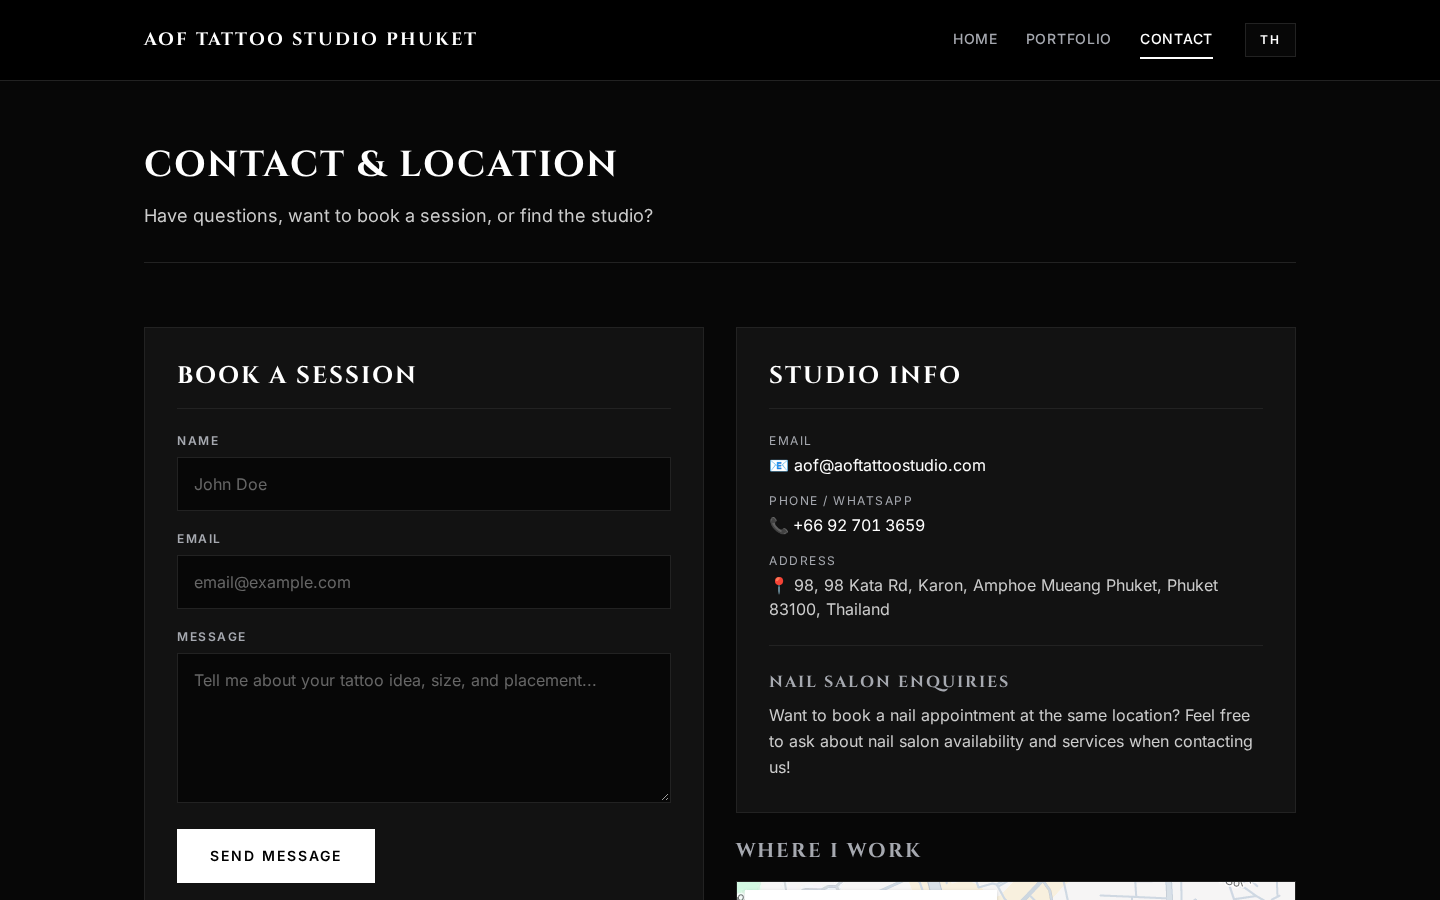 AOF TATTOO STUDIO PHUKET
HOME
PORTFOLIO
CONTACT
TH
CONTACT & LOCATION
Have questions, want to book a session, or find the studio?
BOOK A SESSION
NAME
John Doe
EMAIL
email@example.com
MESSAGE
Tell me about your tattoo idea, size, and placement...
SEND MESSAGE
STUDIO INFO
EMAIL
📧 aof@aoftattoostudio.com
PHONE / WHATSAPP
📞 +66 92 701 3659
ADDRESS
📍 98, 98 Kata Rd, Karon, Amphoe Mueang Phuket, Phuket
83100, Thailand
NAIL SALON ENQUIRIES
Want to book a nail appointment at the same location? Feel free
to ask about nail salon availability and services when contacting
us!
WHERE I WORK